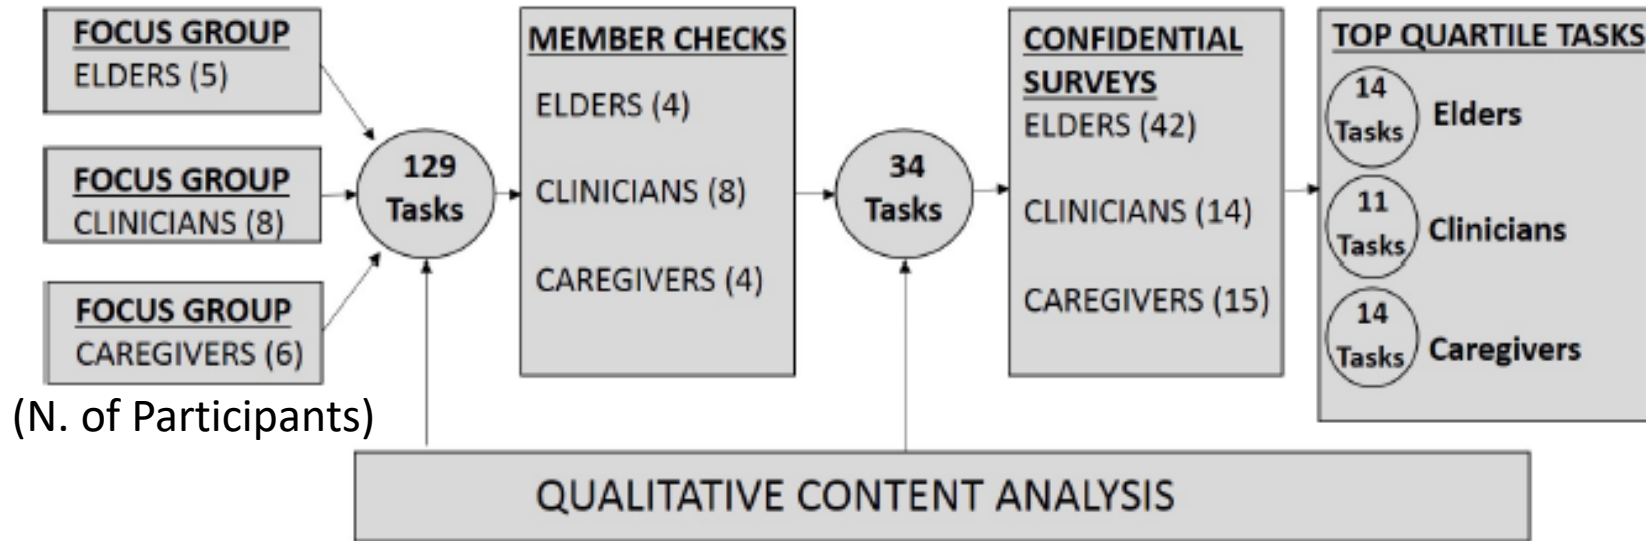 FOCUS GROUP
ELDERS (5)
FOCUS GROUP
CLINICIANS (8)
FOCUS GROUP
CAREGIVERS (6)
(N. of Participants)
129
Tasks
MEMBER CHECKS
ELDERS (4)
CLINICIANS (8)
CAREGIVERS (4)
34
Tasks
CONFIDENTIAL
SURVEYS
ELDERS (42)
CLINICIANS (14)
CAREGIVERS (15)
TOP QUARTILE TASKS
14
Tasks
Elders
11
Tasks
Clinicians
14
Tasks
Caregivers
QUALITATIVE CONTENT ANALYSIS